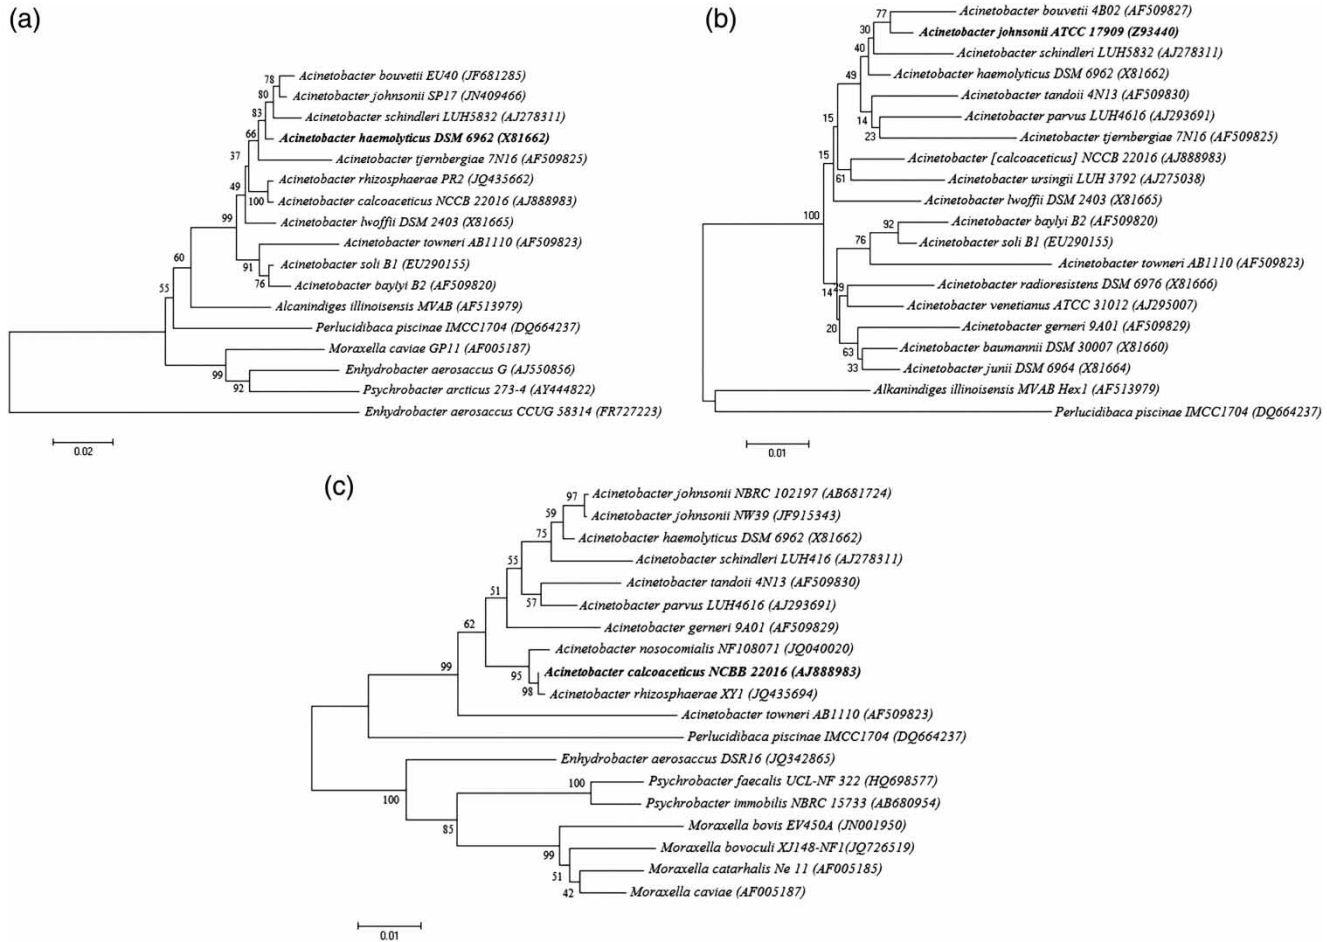 (a)
Acinetobacter bouvetii EU40 (JF681285)
Acinetobacter johnsonii SP17 (JN409466)
Acinetobacter schindleri LUH5832 (AJ278311)
Acinetobacter haemolyticus DSM 6962 (X81662)
Acinetobacter tjernbergiae 7N16 (AF509825)
Acinetobacter rhizosphaerae PR2 (JQ435662)
Acinetobacter calcoaceticus NCCB 22016 (AJ888983)
Acinetobacter lwoffii DSM 2403 (X81665)
Acinetobacter towneri AB1110 (AF509823)
Acinetobacter soli B1 (EU290155)
Acinetobacter baylyi B2 (AF509820)
Alcanindiges illinoisensis MVAB (AF513979)
Perlucidibaca piscinae IMCC1704 (DQ664237)
Moraxella caviae GP11 (AF005187)
Enhydrobacter aerosaccus G (AJ550856)
Psychrobacter arcticus 273-4 (AY444822)
Enhydrobacter aerosaccus CCUG 58314 (FR727223)
78
80
83
66
37
100
49
99
91
76
60
55
99
92
0.02
(b)
Acinetobacter bouvetii 4B02 (AF509827)
Acinetobacter johnsonii ATCC 17909 (Z93440)
Acinetobacter schindleri LUH5832 (AJ278311)
Acinetobacter haemolyticus DSM 6962 (X81662)
Acinetobacter tandoii 4N13 (AF509830)
Acinetobacter parvus LUH4616 (AJ293691)
Acinetobacter tjernbergiae 7N16 (AF509825)
Acinetobacter [calcoaceticus] NCCB 22016 (AJ888983)
Acinetobacter ursingii LUH 3792 (AJ275038)
Acinetobacter lwoffii DSM 2403 (X81665)
Acinetobacter baylyi B2 (AF509820)
Acinetobacter soli B1 (EU290155)
Acinetobacter towneri AB1110 (AF509823)
Acinetobacter radioresistens DSM 6976 (X81666)
Acinetobacter venetianus ATCC 31012 (AJ295007)
Acinetobacter gerneri 9A01 (AF509829)
Acinetobacter baumannii DSM 30007 (X81660)
Acinetobacter junii DSM 6964 (X81664)
Alkanindiges illinoisensis MVAB Hex1 (AF513979)
Perlucidibaca piscinae IMCC1704 (DQ664237)
77
30
40
49
14
23
15
15
61
100
92
76
14
29
20
63
33
0.01
(c)
Acinetobacter johnsonii NBRC 102197 (AB681724)
Acinetobacter johnsonii NW39 (JF915343)
Acinetobacter haemolyticus DSM 6962 (X81662)
Acinetobacter schindleri LUH416 (AJ278311)
Acinetobacter tandoii 4N13 (AF509830)
Acinetobacter parvus LUH4616 (AJ293691)
Acinetobacter gerneri 9A01 (AF509829)
Acinetobacter nosocomialis NF108071 (JQ040020)
Acinetobacter calcoaceticus NCBB 22016 (AJ888983)
Acinetobacter rhizosphaerae XY1 (JQ435694)
Acinetobacter towneri AB1110 (AF509823)
Perlucidibaca piscinae IMCC1704 (DQ664237)
Enhydrobacter aerosaccus DSR16 (JQ342865)
Psychrobacter faecalis UCL-NF 322 (HQ698577)
Psychrobacter immobilis NBRC 15733 (AB680954)
Moraxella bovis EV450A (JN001950)
Moraxella bovoculi XJ148-NF1(JQ726519)
Moraxella catarhalis Ne 11 (AF005185)
Moraxella caviae (AF005187)
97
59
75
55
57
51
62
95
98
99
100
100
85
99
51
42
0.01